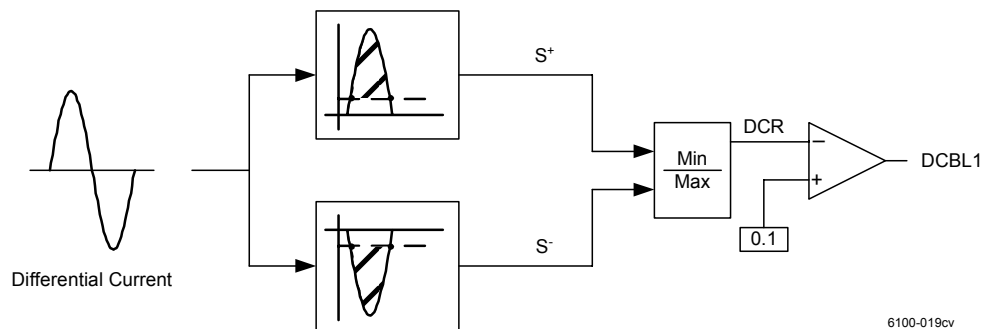 S⁺
DCR
Min
Max
−
+
DCBL1
0.1
S⁻
Differential Current
6100-019cv